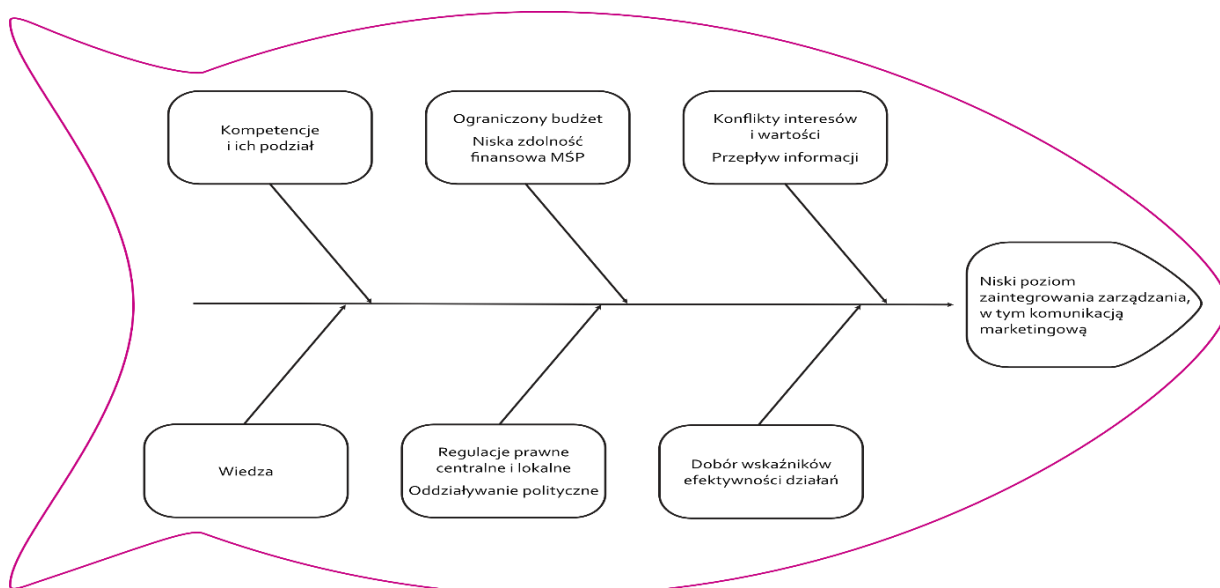 Kompetencje
i ich podział
Ograniczony budżet
Niska zdolność
finansowa MŚP
Konflikty interesów
i wartości
Przepływ informacji
Niski poziom
zaintegrowania zarządzania,
w tym komunikacją
marketingową
Wiedza
Regulacje prawne
centralne i lokalne
Oddziaływanie polityczne
Dobór wskaźników
efektywności działań